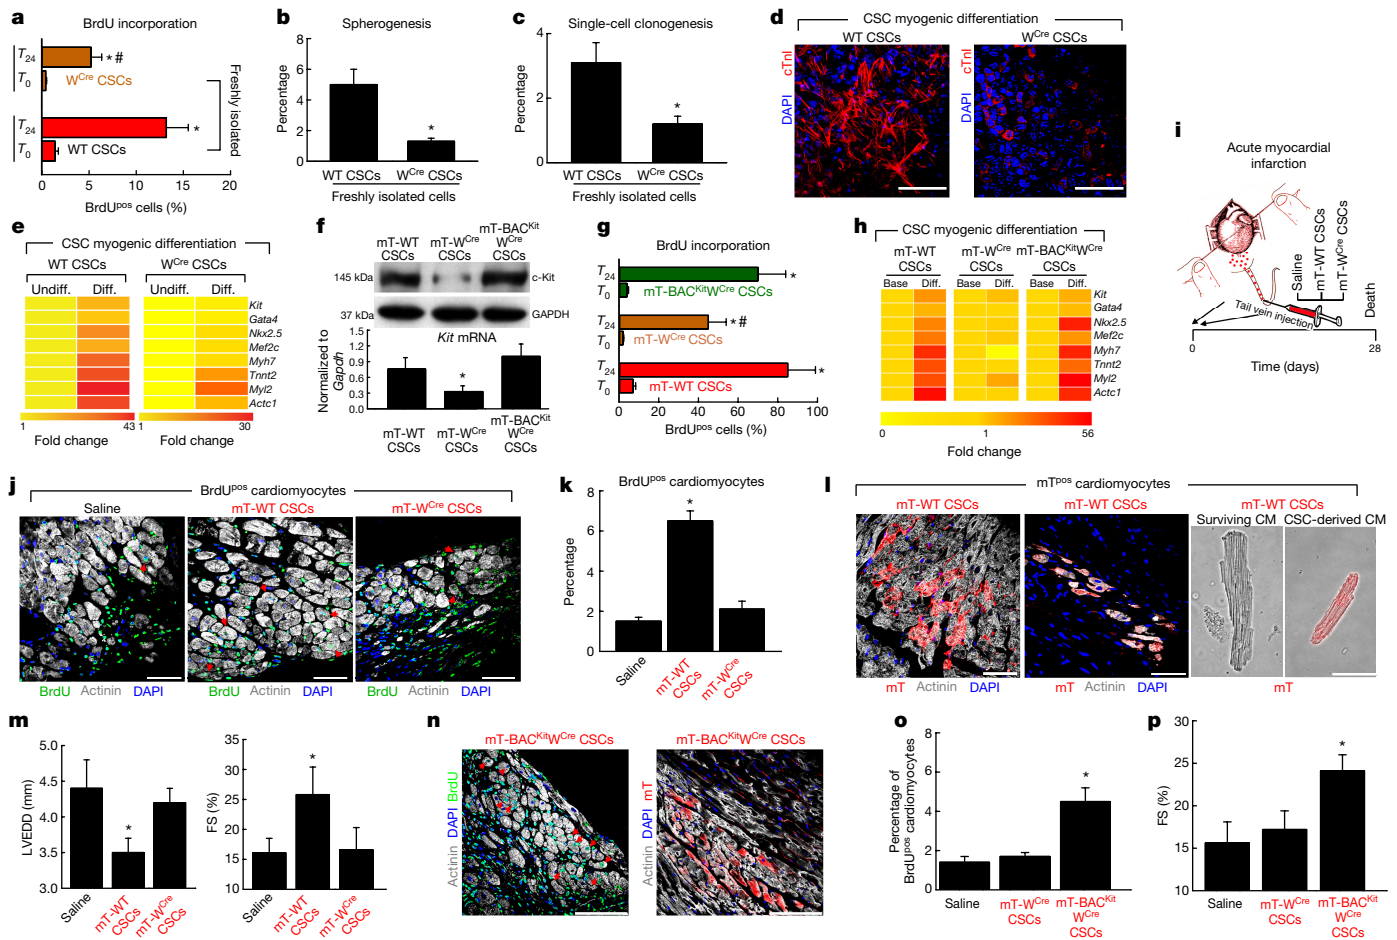 a
BrdU incorporation
T24
* #
T0
WCre CSCs
T24
*
T0
WT CSCs
Freshly isolated
0 5 10 15 20
BrdUpos cells (%)
b
Spherogenesis
Percentage
8
6
4
2
0
*
WT CSCs WCre CSCs
Freshly isolated cells
c
Single-cell clonogenesis
Percentage
4
2
0
*
WT CSCs WCre CSCs
Freshly isolated cells
d
CSC myogenic differentiation
WT CSCs WCre CSCs
DAPI cTnI
DAPI cTnI
e
CSC myogenic differentiation
WT CSCs WCre CSCs
Undiff. Diff. Undiff. Diff.
Kit
Gata4
Nkx2.5
Mef2c
Myh7
Tnnt2
Myl2
Actc1
1 43 1 30
Fold change Fold change
f
mT-WT CSCs
mT-WCre CSCs
mT-BACKit WCre CSCs
145 kDa c-Kit
37 kDa GAPDH
Kit mRNA
Normalized to Gapdh
1.5
1.2
0.9
0.6
0.3
0
*
mT-WT CSCs
mT-WCre CSCs
mT-BACKit WCre CSCs
g
BrdU incorporation
T24
*
T0
mT-BACKitWCre CSCs
T24
* #
T0
mT-WCre CSCs
T24
*
T0
mT-WT CSCs
0 20 40 60 80 100
BrdUpos cells (%)
h
CSC myogenic differentiation
mT-WT CSCs
mT-WCre CSCs
mT-BACKitWCre CSCs
Base Diff. Base Diff. Base Diff.
Kit
Gata4
Nkx2.5
Mef2c
Myh7
Tnnt2
Myl2
Actc1
0 1 56
Fold change
i
Acute myocardial
infarction
Saline
mT-WT CSCs
mT-WCre CSCs
Tail vein injection
Death
0 28
Time (days)
j
BrdUpos cardiomyocytes
Saline mT-WT CSCs mT-WCre CSCs
BrdU Actinin DAPI BrdU Actinin DAPI BrdU Actinin DAPI
k
BrdUpos cardiomyocytes
Percentage
8
6
4
2
0
*
Saline
mT-WT CSCs
mT-WCre CSCs
l
mTpos cardiomyocytes
mT-WT CSCs mT-WT CSCs mT-WT CSCs
Surviving CM CSC-derived CM
mT Actinin DAPI mT Actinin DAPI mT
m
LVEDD (mm)
5.0
4.5
4.0
3.5
3.0
*
Saline
mT-WT CSCs
mT-WCre CSCs
FS (%)
35
30
25
20
15
10
*
Saline
mT-WT CSCs
mT-WCre CSCs
n
mT-BACKitWCre CSCs mT-BACKitWCre CSCs
Actinin DAPI BrdU
Actinin DAPI mT
o
Percentage of
BrdUpos cardiomyocytes
8
6
4
2
0
*
Saline
mT-WCre CSCs
mT-BACKit WCre CSCs
p
FS (%)
30
25
20
15
10
*
Saline
mT-WCre CSCs
mT-BACKit WCre CSCs